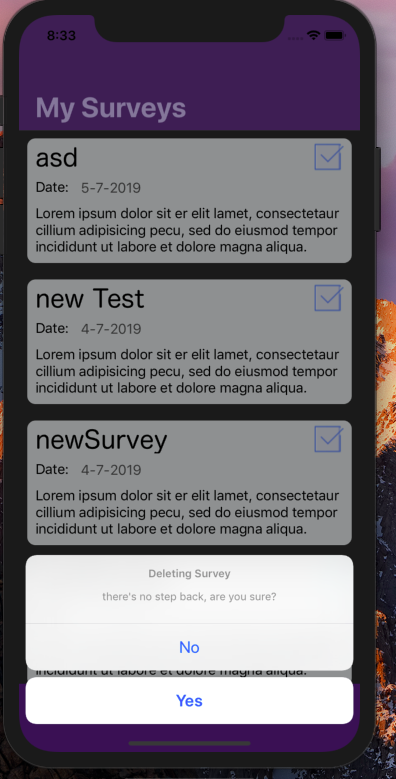 8:33
My Surveys
asd
Date: 5-7-2019
Lorem ipsum dolor sit er elit lamet, consectetaur
cillium adipisicing pecu, sed do eiusmod tempor
incididunt ut labore et dolore magna aliqua.
new Test
Date: 4-7-2019
Lorem ipsum dolor sit er elit lamet, consectetaur
cillium adipisicing pecu, sed do eiusmod tempor
incididunt ut labore et dolore magna aliqua.
newSurvey
Date: 4-7-2019
Lorem ipsum dolor sit er elit lamet, consectetaur
cillium adipisicing pecu, sed do eiusmod tempor
incididunt ut labore et dolore magna aliqua.
Deleting Survey
there's no step back, are you sure?
No
incididunt ut labore et dolore magna aliqua.
Yes